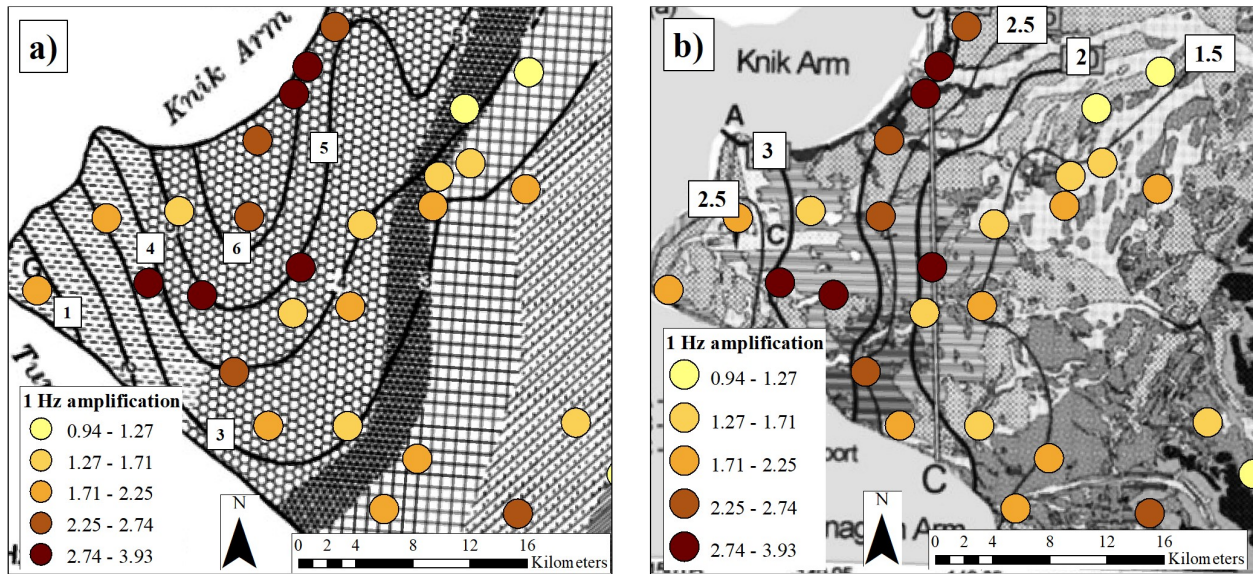 a)
Knik Arm
5
4
6
1
3
1 Hz amplification
0.94 - 1.27
1.27 - 1.71
1.71 - 2.25
2.25 - 2.74
2.74 - 3.93
N
0 2 4 8 12 16
Kilometers
b)
C
2.5
Knik Arm
2
1.5
A
3
2.5
C
1 Hz amplification
0.94 - 1.27
1.27 - 1.71
1.71 - 2.25
2.25 - 2.74
2.74 - 3.93
C
Arm
N
0 2 4 8 12 16
Kilometers